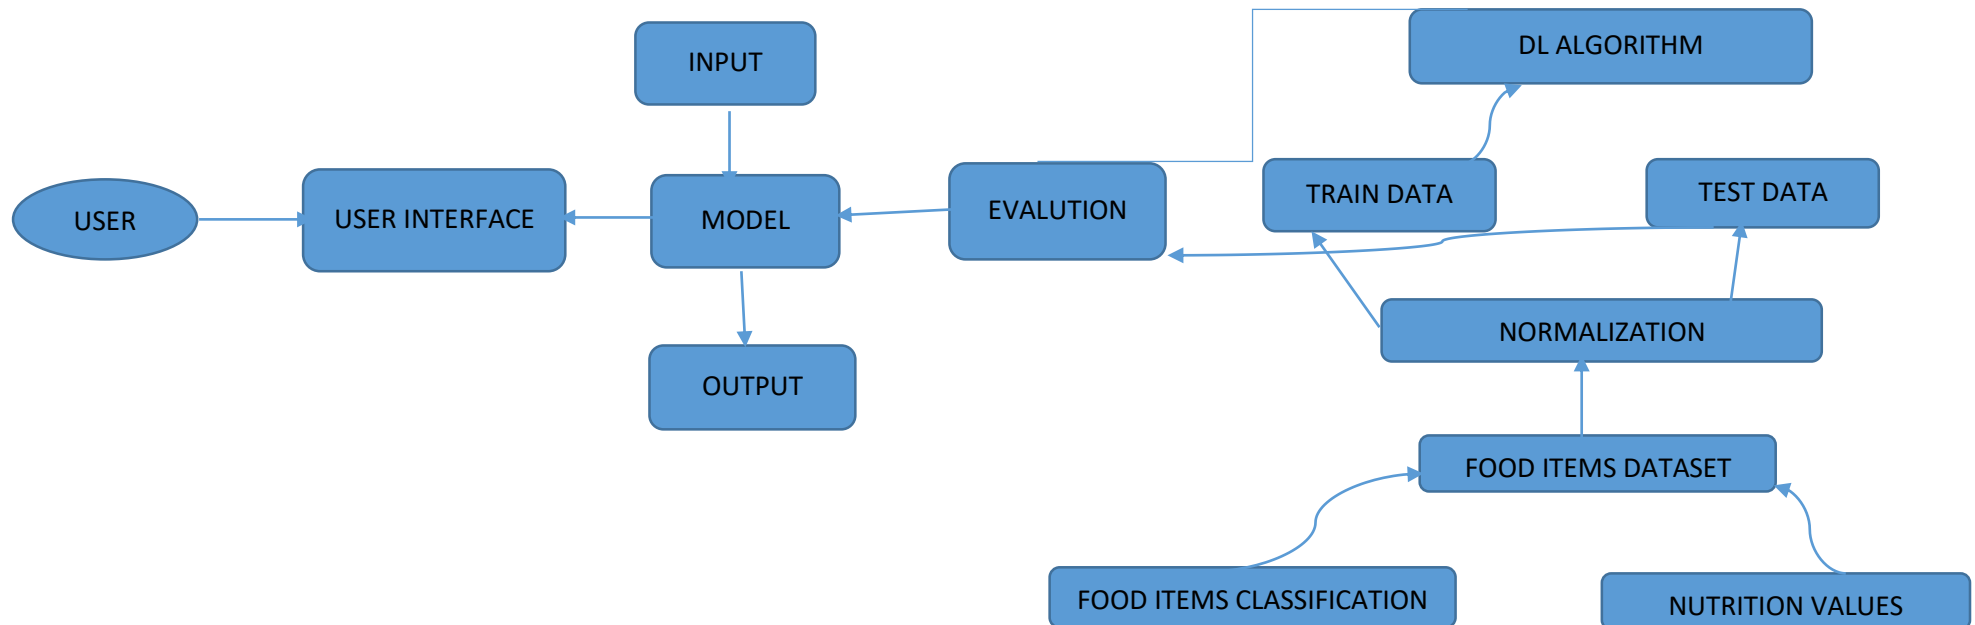 INPUT
DL ALGORITHM
USER
USER INTERFACE
MODEL
EVALUTION
TRAIN DATA
TEST DATA
OUTPUT
NORMALIZATION
FOOD ITEMS DATASET
FOOD ITEMS CLASSIFICATION
NUTRITION VALUES